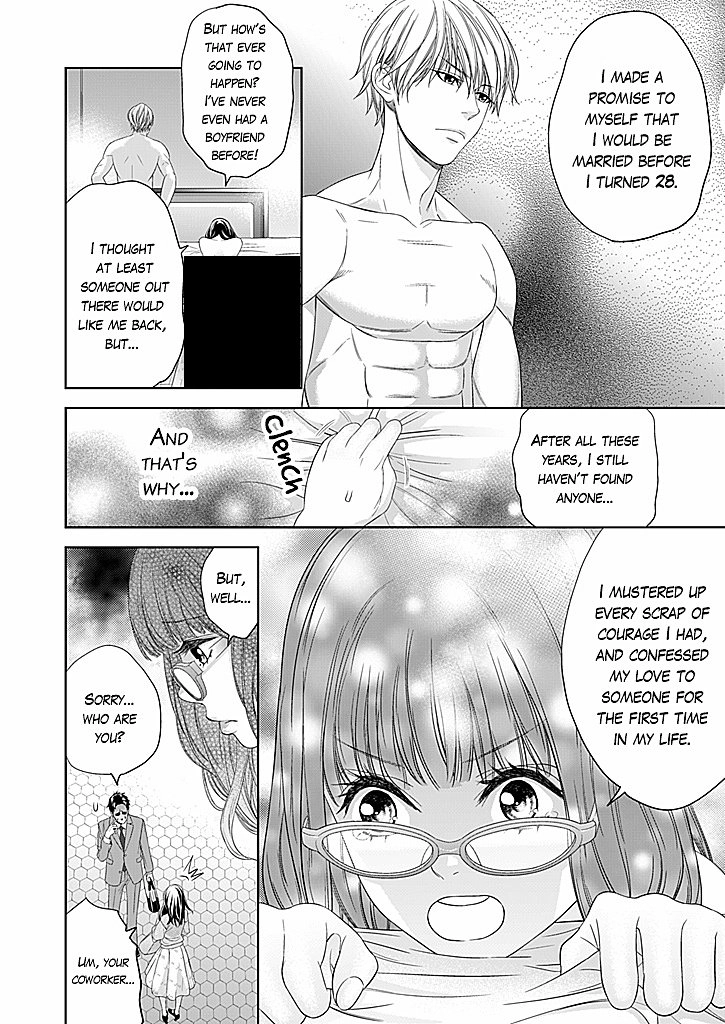 I MADE A
PROMISE TO
MYSELF THAT
I WOULD BE
MARRIED BEFORE
I TURNED 28.
BUT HOW'S
THAT EVER
GOING TO
HAPPEN?
I'VE NEVER
EVEN HAD A
BOYFRIEND
BEFORE!
I THOUGHT
AT LEAST
SOMEONE OUT
THERE WOULD
LIKE ME BACK,
BUT...
AFTER ALL THESE
YEARS, I STILL
HAVEN'T FOUND
ANYONE...
clench
AND
THAT'S
WHY...
I MUSTERED UP
EVERY SCRAP OF
COURAGE I HAD,
AND CONFESSED
MY LOVE TO
SOMEONE FOR
THE FIRST TIME
IN MY LIFE.
BUT,
WELL...
SORRY...
WHO ARE
YOU?
UM, YOUR
COWORKER...